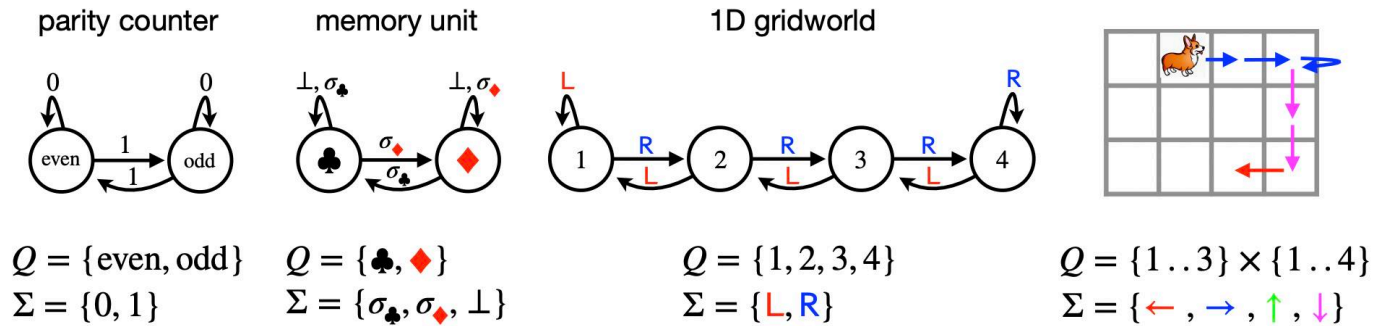 parity counter
memory unit
1D gridworld
0
0
even
1
1
odd
⊥, σ♣
⊥, σ♦
♣
σ♦
σ♣
♦
L
R
1
R
L
2
R
L
3
R
L
4
Q = {even, odd}
Σ = {0, 1}
Q = {♣, ♦}
Σ = {σ♣, σ♦, ⊥}
Q = {1, 2, 3, 4}
Σ = {L, R}
Q = {1 . . 3} × {1 . . 4}
Σ = {← , → , ↑ , ↓}